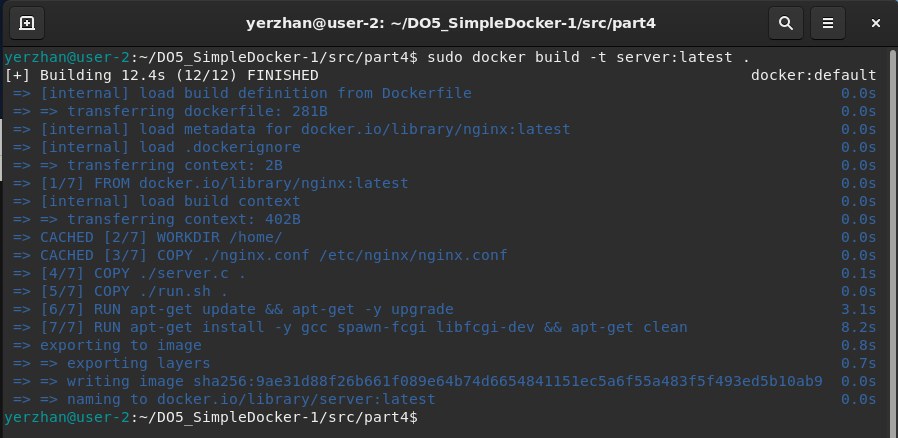 yerzhan@user-2: ~/DO5_SimpleDocker-1/src/part4
yerzhan@user-2:~/DO5_SimpleDocker-1/src/part4$ sudo docker build -t server:latest .
[+] Building 12.4s (12/12) FINISHED docker:default
=> [internal] load build definition from Dockerfile 0.0s
=> => transferring dockerfile: 281B 0.0s
=> [internal] load metadata for docker.io/library/nginx:latest 0.0s
=> [internal] load .dockerignore 0.0s
=> => transferring context: 2B 0.0s
=> [1/7] FROM docker.io/library/nginx:latest 0.0s
=> [internal] load build context 0.0s
=> => transferring context: 402B 0.0s
=> CACHED [2/7] WORKDIR /home/ 0.0s
=> CACHED [3/7] COPY ./nginx.conf /etc/nginx/nginx.conf 0.0s
=> [4/7] COPY ./server.c . 0.1s
=> [5/7] COPY ./run.sh . 0.0s
=> [6/7] RUN apt-get update && apt-get -y upgrade 3.1s
=> [7/7] RUN apt-get install -y gcc spawn-fcgi libfcgi-dev && apt-get clean 8.2s
=> exporting to image 0.8s
=> => exporting layers 0.7s
=> => writing image sha256:9ae31d88f26b661f089e64b74d6654841151ec5a6f55a483f5f493ed5b10ab9 0.0s
=> => naming to docker.io/library/server:latest 0.0s
yerzhan@user-2:~/DO5_SimpleDocker-1/src/part4$